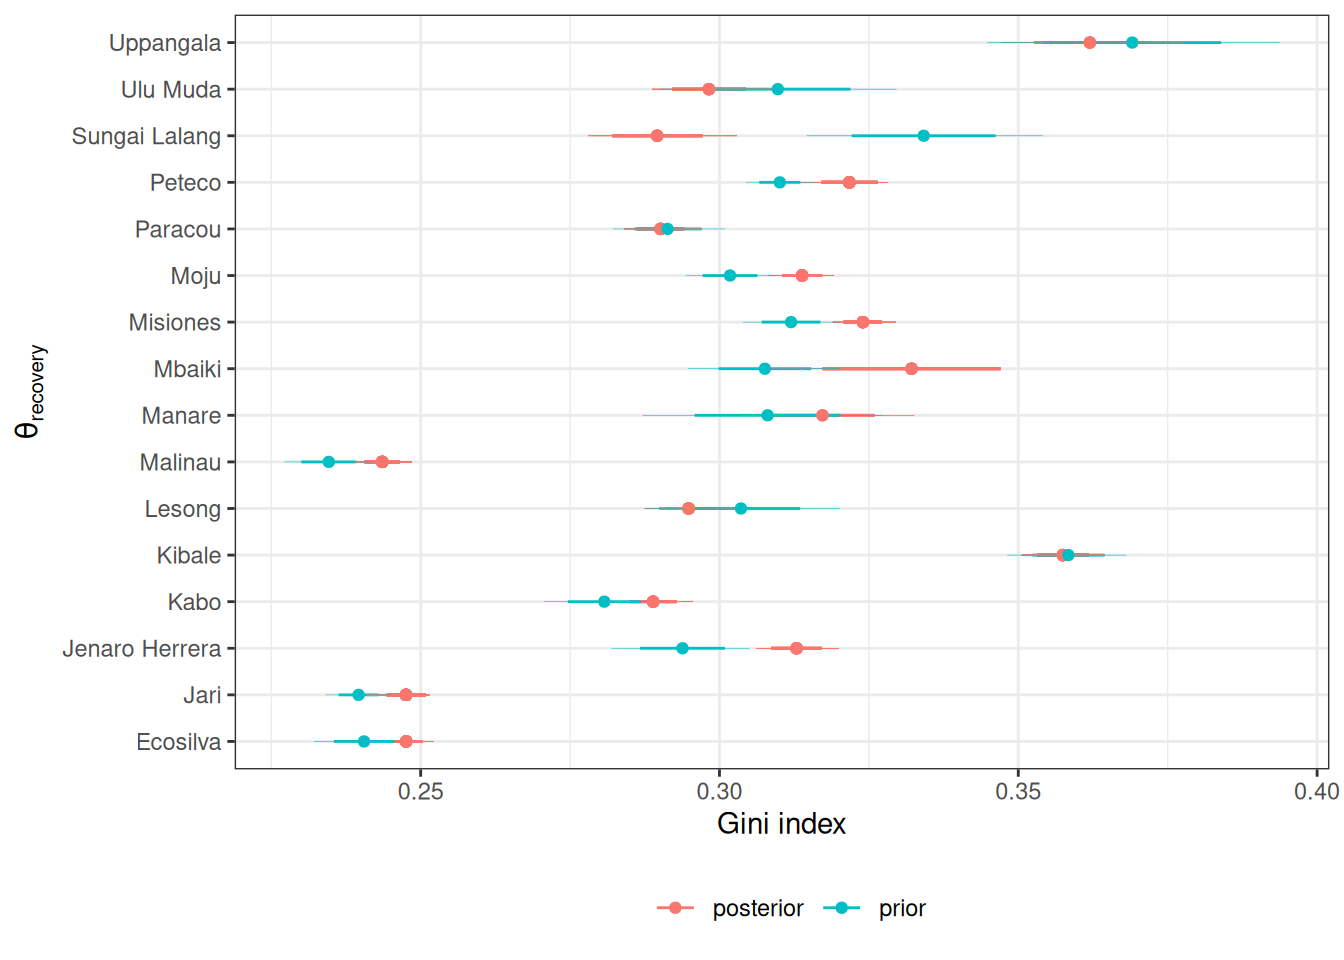 Uppangala
Ulu Muda
Sungai Lalang
Peteco
Paracou
Moju
Misiones
Mbaiki
Manare
Malinau
Lesong
Kibale
Kabo
Jenaro Herrera
Jari
Ecosilva
θrecovery
0.25 0.30 0.35 0.40
Gini index
posterior prior